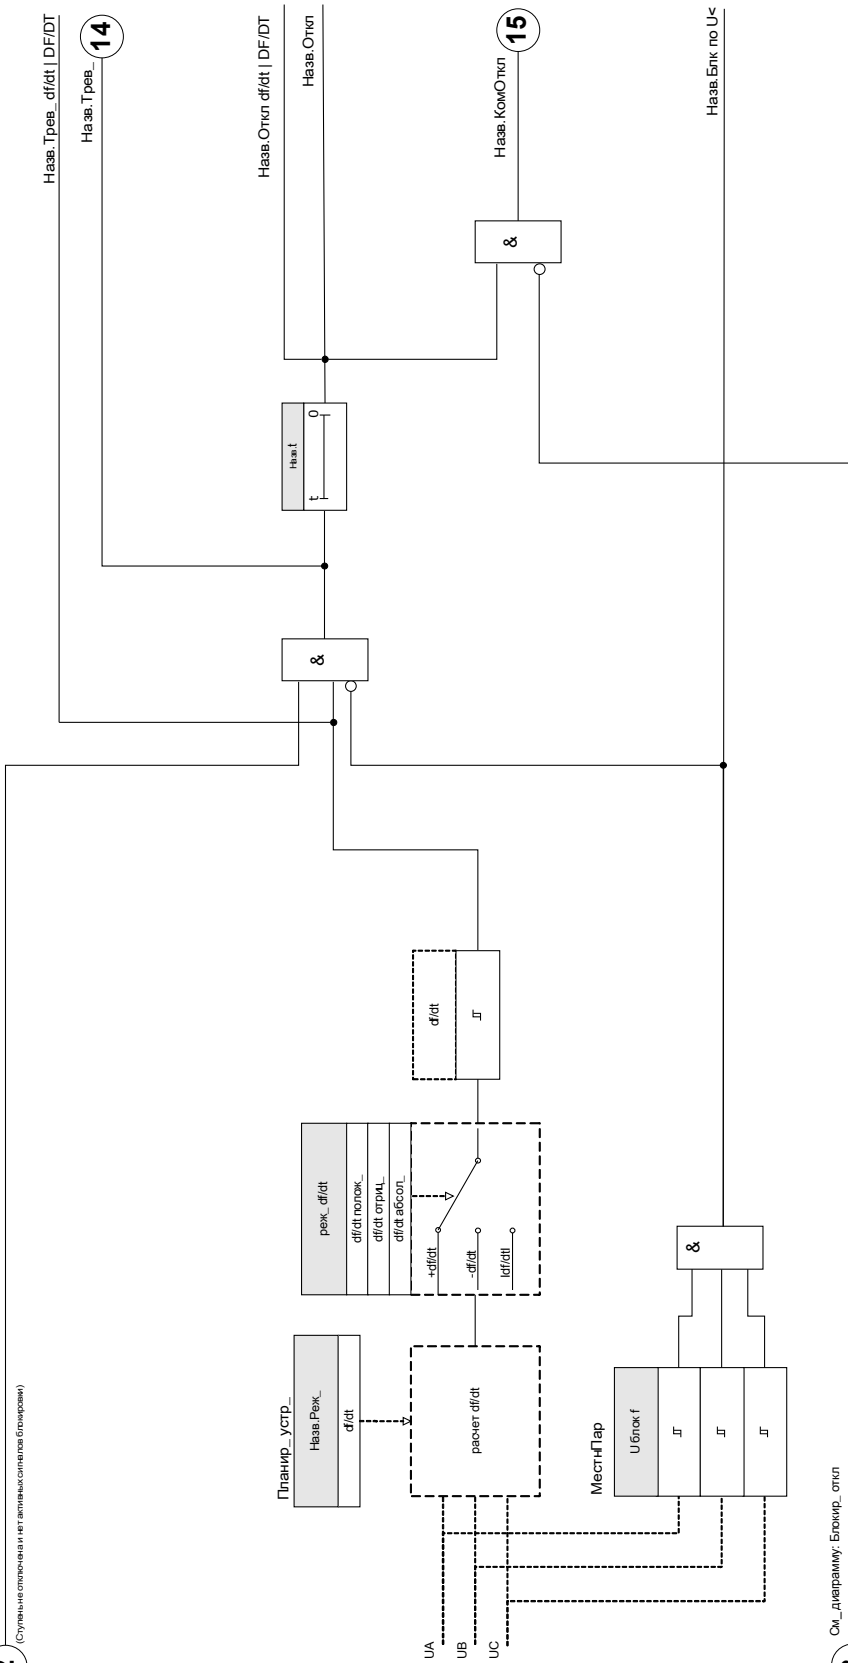 Назв.Трев_ df/dt | DF/DT
Назв.Трев_
14
Назв.Откл df/dt | DF/DT
Назв.Откл
Назв.КомОткл
15
Назв.Блк по U<
&
Назв.t
t
0
&
df/dt
реж_ df/dt
df/dt полож_
df/dt отриц_
df/dt абсол_
+df/dt
-df/dt
|df/dt|
&
Планир_ устр_
Назв.Реж_
df/dt
расчет df/dt
МестнПар
U блок f
UA
UB
UC
(Ступень не отключена и нет активных сигналов блокировки)
См_ диаграмму: Блокир_ откл